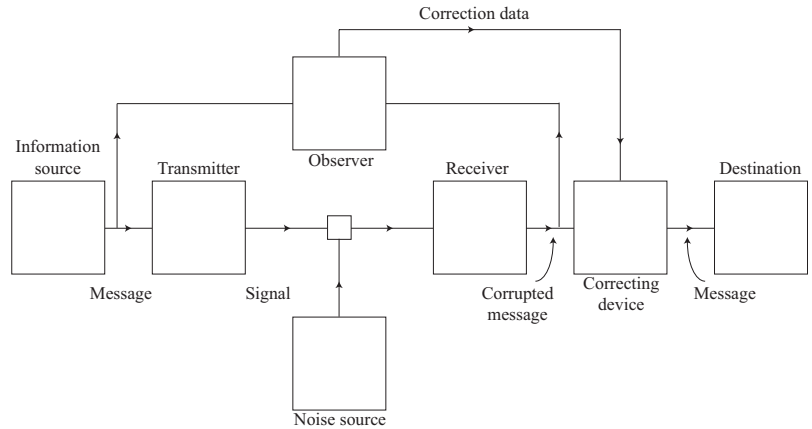 Correction data
Observer
Information
source
Transmitter
Receiver
Destination
Message
Signal
Corrupted
message
Correcting
device
Message
Noise source